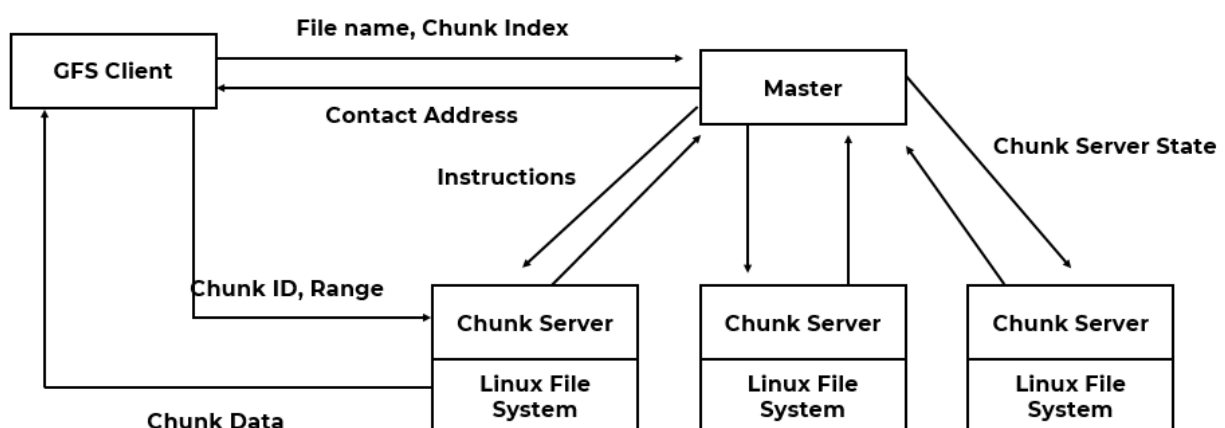 File name, Chunk Index
GFS Client
Master
Contact Address
Chunk Server State
Instructions
Chunk ID, Range
Chunk Server
Chunk Server
Chunk Server
Linux File
System
Linux File
System
Linux File
System
Chunk Data